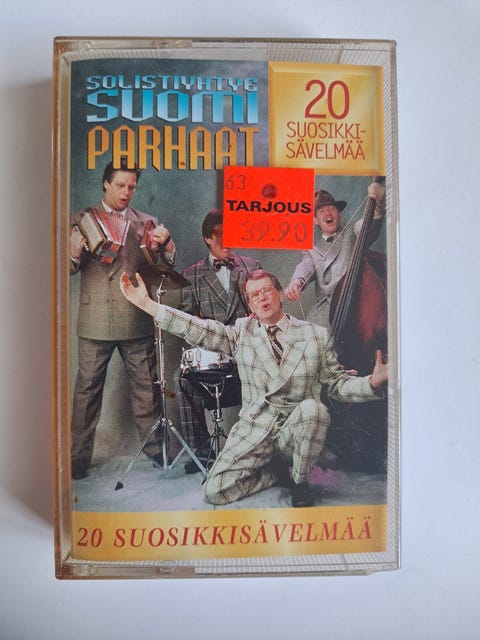 SOLISTIYHTYE
SUOMI
PARHAAT
20
SUOSIKKI-
SÄVELMÄÄ
63
TARJOUS
39.90
20 SUOSIKKISÄVELMÄÄ